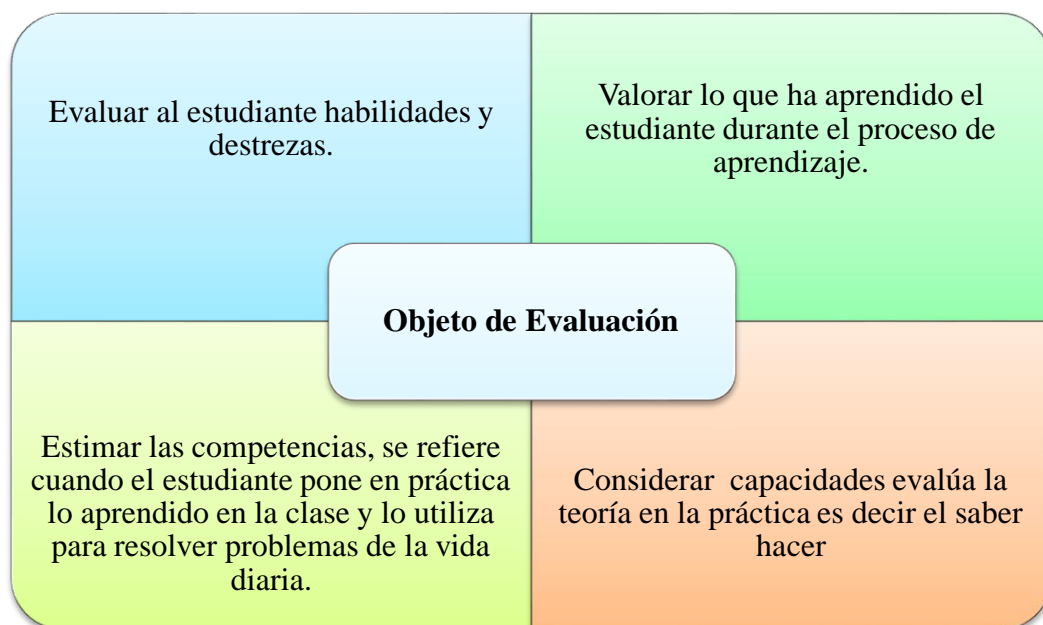 Evaluar al estudiante habilidades y
destrezas.
Valorar lo que ha aprendido el
estudiante durante el proceso de
aprendizaje.
Objeto de Evaluación
Estimar las competencias, se refiere
cuando el estudiante pone en práctica
lo aprendido en la clase y lo utiliza
para resolver problemas de la vida
diaria.
Considerar  capacidades evalúa la
teoría en la práctica es decir el saber
hacer